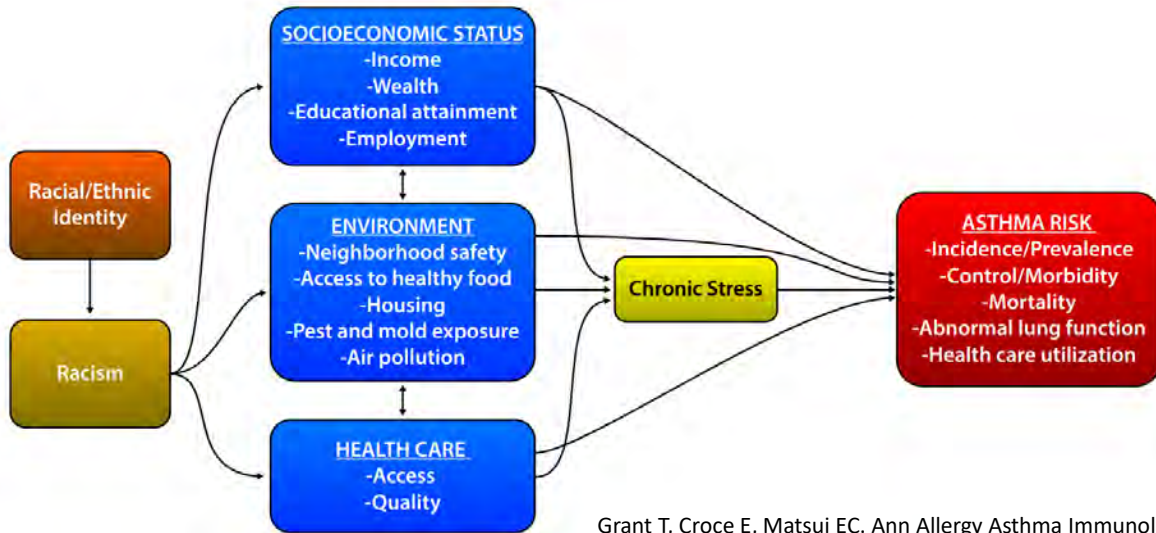 SOCIOECONOMIC STATUS
-Income
-Wealth
-Educational attainment
-Employment
Racial/Ethnic
Identity
Racism
ENVIRONMENT
-Neighborhood safety
-Access to healthy food
-Housing
-Pest and mold exposure
-Air pollution
HEALTH CARE
-Access
-Quality
Chronic Stress
ASTHMA RISK
-Incidence/Prevalence
-Control/Morbidity
-Mortality
-Abnormal lung function
-Health care utilization
Grant T, Croce E, Matsui EC. Ann Allergy Asthma Immunol